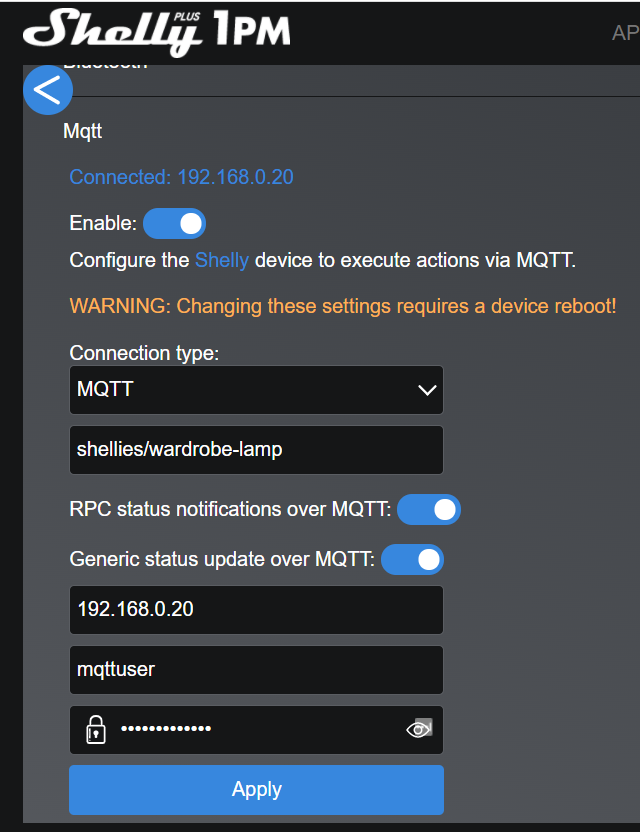 Shelly PLUS 1PM
AP
Bluetooth
Mqtt
Connected: 192.168.0.20
Enable:
Configure the Shelly device to execute actions via MQTT.
WARNING: Changing these settings requires a device reboot!
Connection type:
MQTT
shellies/wardrobe-lamp
RPC status notifications over MQTT:
Generic status update over MQTT:
192.168.0.20
mqttuser
•••••••••••••
Apply